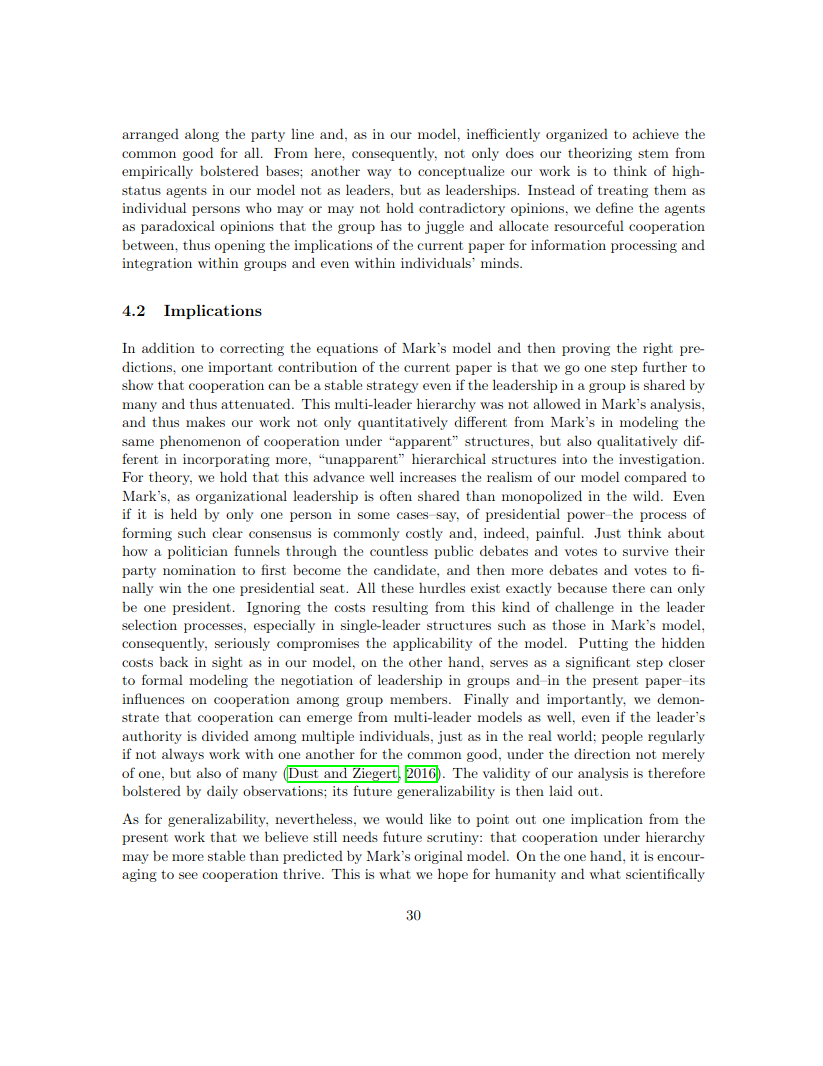 arranged along the party line and, as in our model, inefficiently organized to achieve the
common good for all. From here, consequently, not only does our theorizing stem from
empirically bolstered bases; another way to conceptualize our work is to think of high-
status agents in our model not as leaders, but as leaderships. Instead of treating them as
individual persons who may or may not hold contradictory opinions, we define the agents
as paradoxical opinions that the group has to juggle and allocate resourceful cooperation
between, thus opening the implications of the current paper for information processing and
integration within groups and even within individuals' minds.
4.2 Implications
In addition to correcting the equations of Mark's model and then proving the right pre-
dictions, one important contribution of the current paper is that we go one step further to
show that cooperation can be a stable strategy even if the leadership in a group is shared by
many and thus attenuated. This multi-leader hierarchy was not allowed in Mark's analysis,
and thus makes our work not only quantitatively different from Mark's in modeling the
same phenomenon of cooperation under “apparent” structures, but also qualitatively dif-
ferent in incorporating more, “unapparent” hierarchical structures into the investigation.
For theory, we hold that this advance well increases the realism of our model compared to
Mark's, as organizational leadership is often shared than monopolized in the wild. Even
if it is held by only one person in some cases–say, of presidential power–the process of
forming such clear consensus is commonly costly and, indeed, painful. Just think about
how a politician funnels through the countless public debates and votes to survive their
party nomination to first become the candidate, and then more debates and votes to fi-
nally win the one presidential seat. All these hurdles exist exactly because there can only
be one president. Ignoring the costs resulting from this kind of challenge in the leader
selection processes, especially in single-leader structures such as those in Mark's model,
consequently, seriously compromises the applicability of the model. Putting the hidden
costs back in sight as in our model, on the other hand, serves as a significant step closer
to formal modeling the negotiation of leadership in groups and–in the present paper–its
influences on cooperation among group members. Finally and importantly, we demon-
strate that cooperation can emerge from multi-leader models as well, even if the leader's
authority is divided among multiple individuals, just as in the real world; people regularly
if not always work with one another for the common good, under the direction not merely
of one, but also of many (Dust and Ziegert, 2016). The validity of our analysis is therefore
bolstered by daily observations; its future generalizability is then laid out.
As for generalizability, nevertheless, we would like to point out one implication from the
present work that we believe still needs future scrutiny: that cooperation under hierarchy
may be more stable than predicted by Mark's original model. On the one hand, it is encour-
aging to see cooperation thrive. This is what we hope for humanity and what scientifically
30